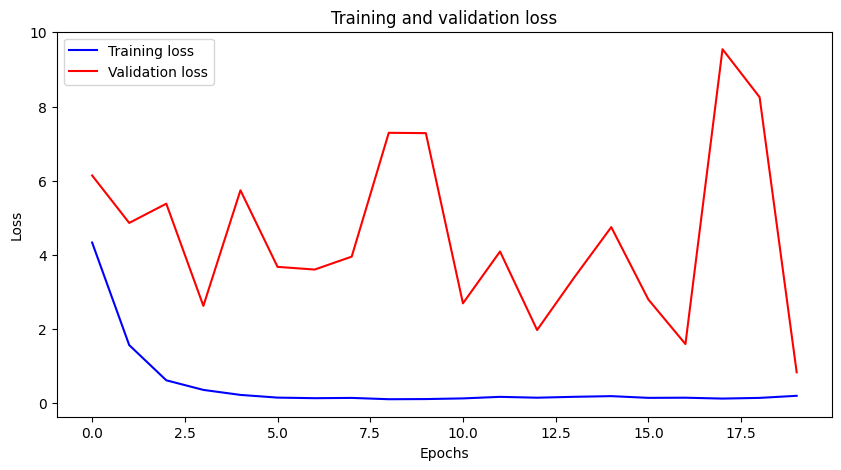 Training and validation loss
Training loss
Validation loss
10
8
6
4
2
0
Loss
0.0 2.5 5.0 7.5 10.0 12.5 15.0 17.5
Epochs